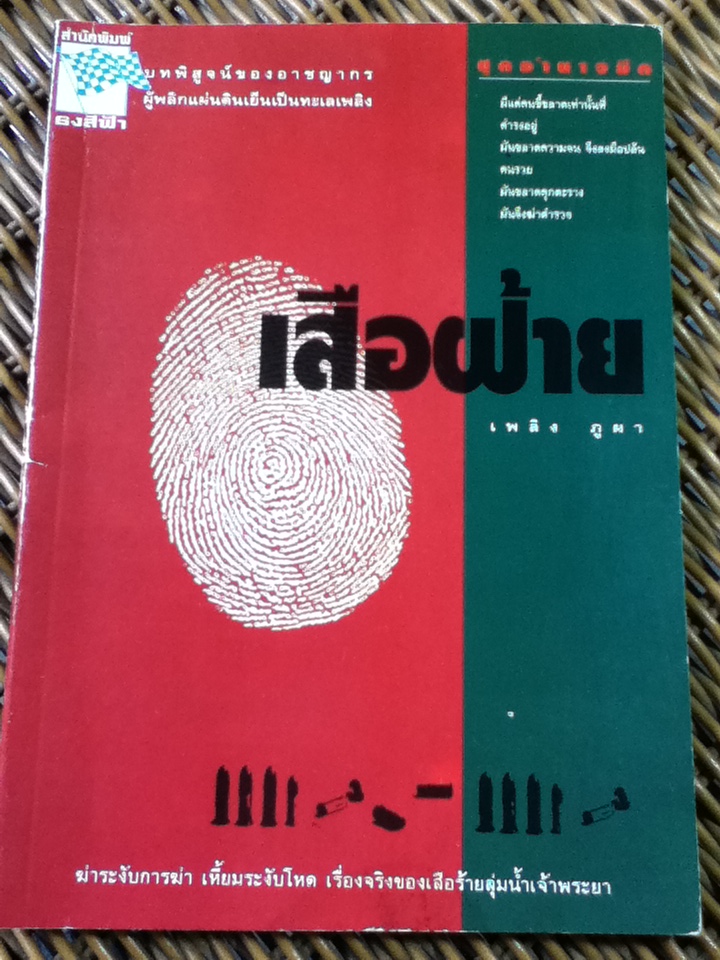 สำนักพิมพ์
ธงสีฟ้า
บทพิสูจน์ของอาชญากร
ผู้พลิกแผ่นดินเย็นเป็นทะเลเพลิง
มีแต่คนขี้ขลาดเท่านั้นที่
ดำรงอยู่
มันขลาดความจน จึงลงมือปล้น
คนรวย
มันขลาดคุกตะราง
มันจึงฆ่าตำรวจ
เสือฝ้าย
เพลิง ภูผา
ฆ่าระงับการฆ่า เหี้ยมระงับโหด เรื่องจริงของเสือร้ายลุ่มน้ำเจ้าพระยา